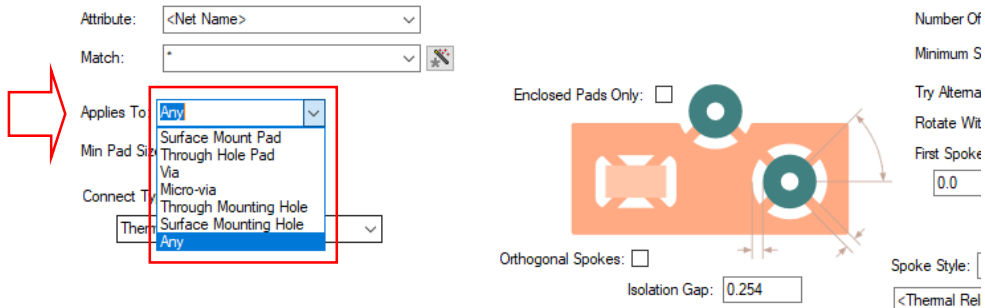 Attribute: <Net Name>
Number Of
Match: *
Minimum S
Applies To: Any
Enclosed Pads Only:
Try Alterna
Surface Mount Pad
Rotate Wit
Min Pad Siz
Through Hole Pad
First Spoke
Via
0.0
Connect Ty
Micro-via
Through Mounting Hole
Therm
Surface Mounting Hole
Any
Orthogonal Spokes:
Spoke Style:
Isolation Gap: 0.254
<Thermal Rel